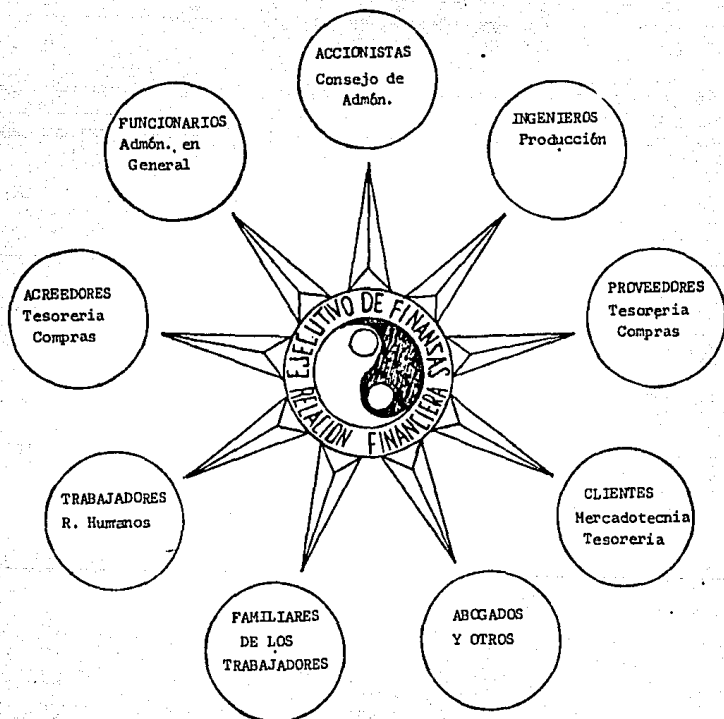 ACCIONISTAS
Consejo de
Admón.
INGENIEROS
Producción
PROVEEDORES
Tesoreria
Compras
CLIENTES
Mercadotecnia
Tesoreria
ABOGADOS
Y OTROS
FAMILIARES
DE LOS
TRABAJADORES
TRABAJADORES
R. Humanos
ACREEDORES
Tesoreria
Compras
FUNCIONARIOS
Admón. en
General
EJECUTIVO DE FINANSAS
RELACION FINANCIERA